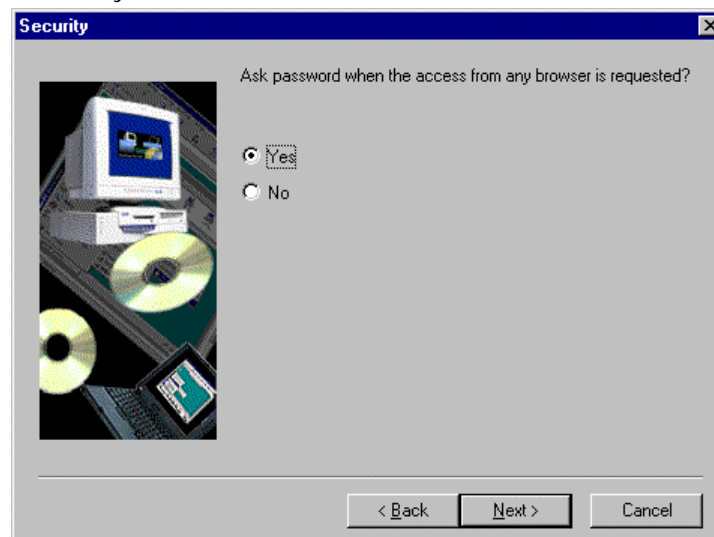 Security
Ask password when the access from any browser is requested?
Yes
No
< Back
Next >
Cancel